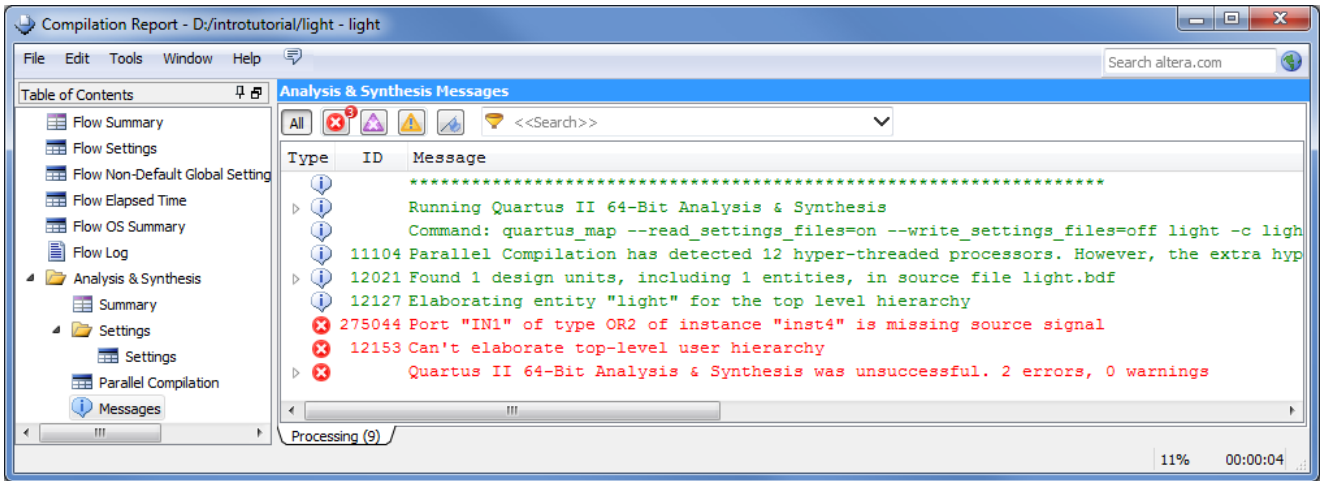 Compilation Report - D:/introtutorial/light - light
File Edit Tools Window Help
Search altera.com
Table of Contents
Flow Summary
Flow Settings
Flow Non-Default Global Setting
Flow Elapsed Time
Flow OS Summary
Flow Log
Analysis & Synthesis
Summary
Settings
Settings
Parallel Compilation
Messages
Analysis & Synthesis Messages
All 3 <<Search>>
Type ID Message
*******************************************************************
Running Quartus II 64-Bit Analysis & Synthesis
Command: quartus_map --read_settings_files=on --write_settings_files=off light -c ligh
11104 Parallel Compilation has detected 12 hyper-threaded processors. However, the extra hyp
12021 Found 1 design units, including 1 entities, in source file light.bdf
12127 Elaborating entity "light" for the top level hierarchy
275044 Port "IN1" of type OR2 of instance "inst4" is missing source signal
12153 Can't elaborate top-level user hierarchy
Quartus II 64-Bit Analysis & Synthesis was unsuccessful. 2 errors, 0 warnings
Processing (9)
11% 00:00:04